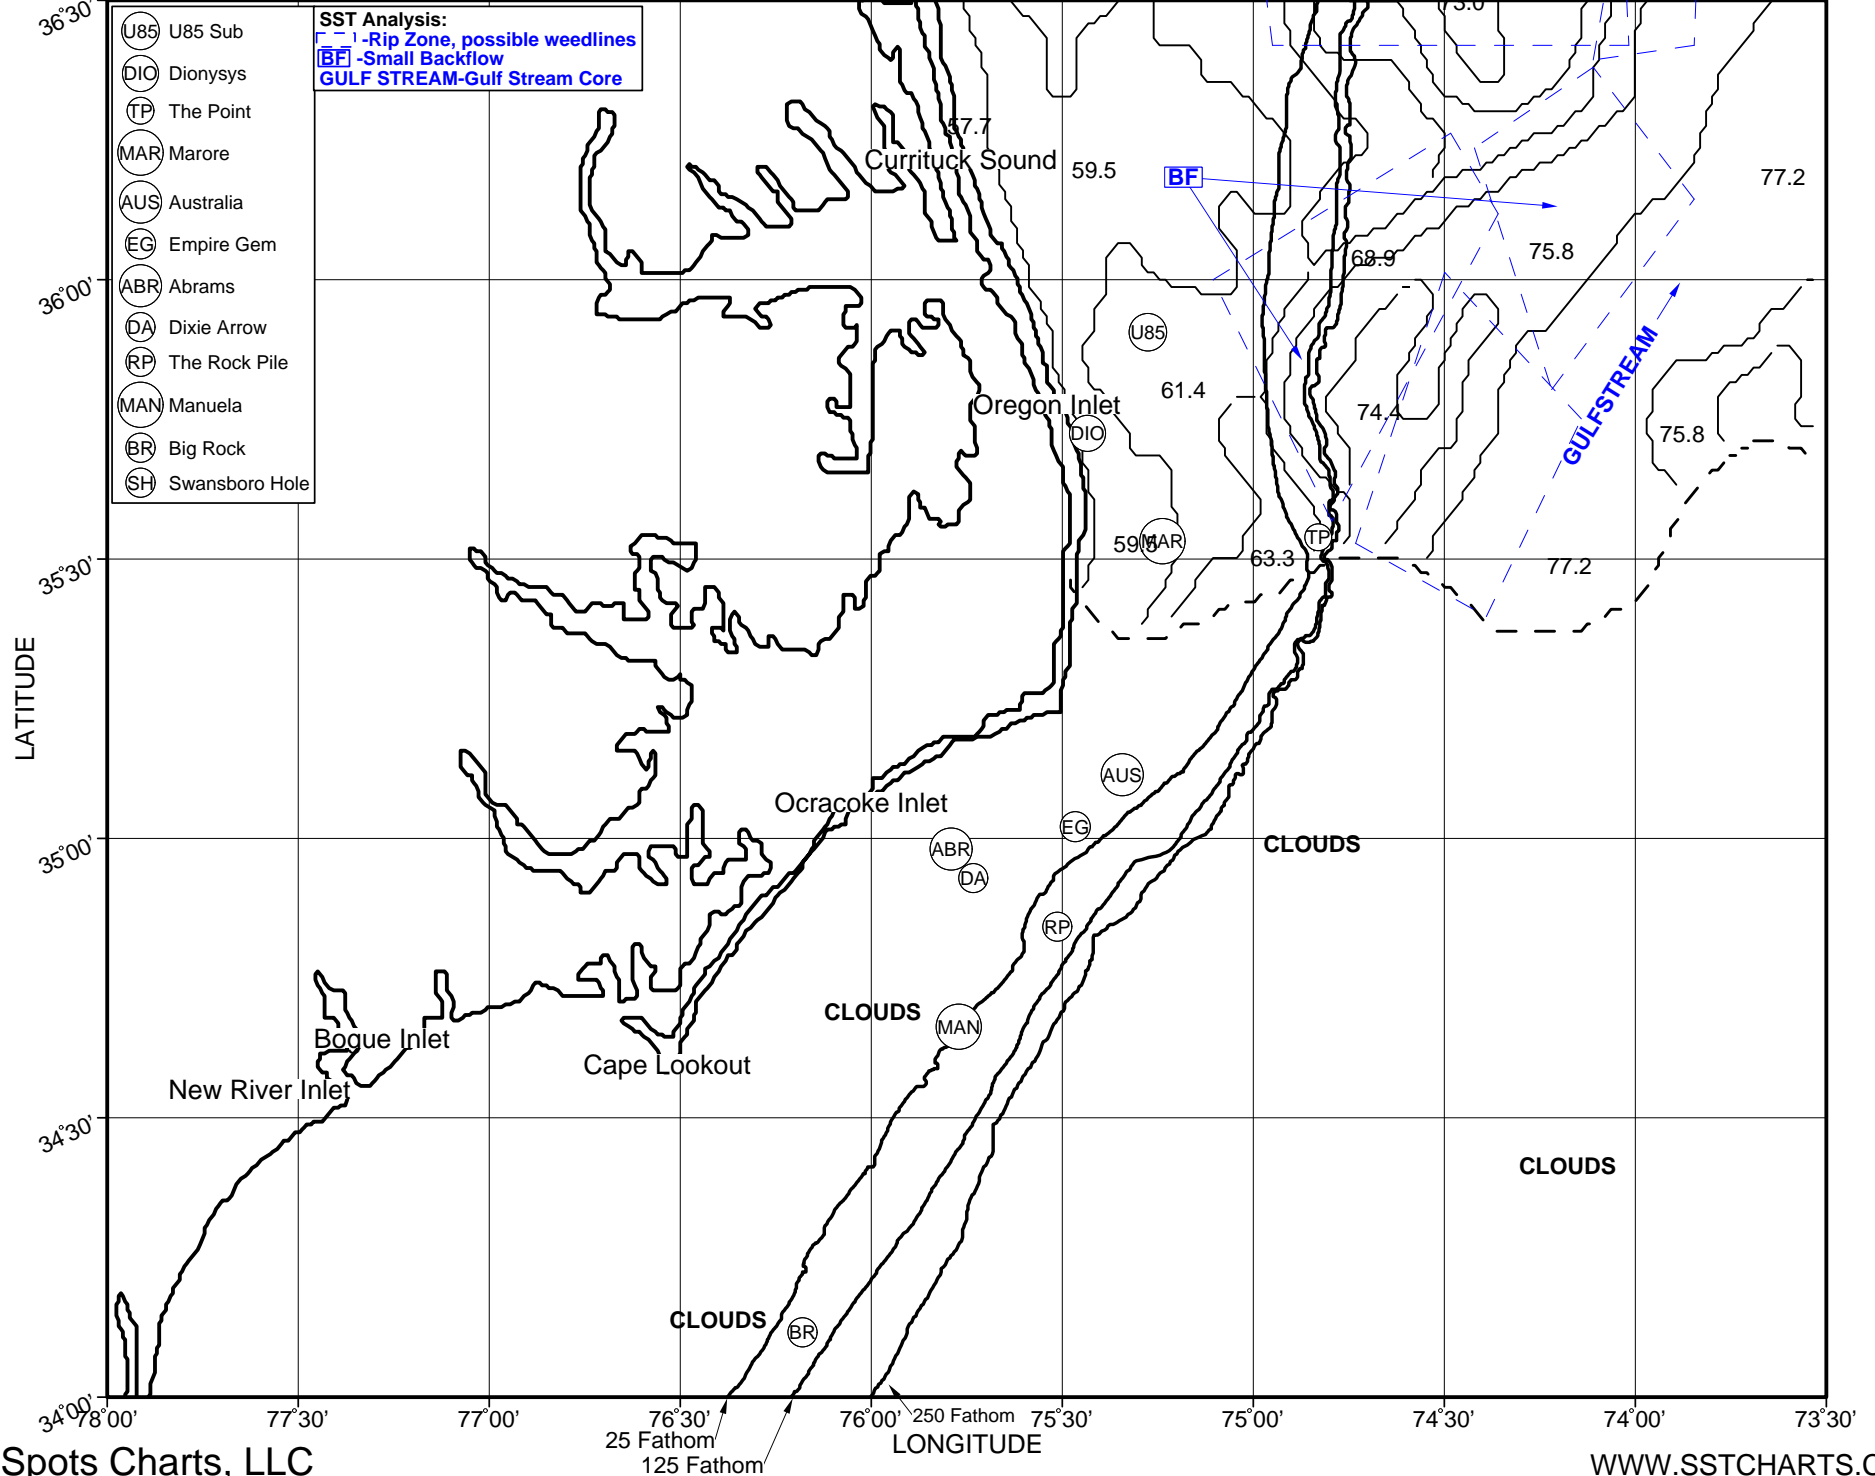 36°30'
U85 U85 Sub
DIO Dionysys
TP The Point
MAR Marore
AUS Australia
EG Empire Gem
ABR Abrams
DA Dixie Arrow
RP The Rock Pile
MAN Manuela
BR Big Rock
SH Swansboro Hole
SST Analysis:
-Rip Zone, possible weedlines
BF -Small Backflow
GULF STREAM-Gulf Stream Core
73.0
57.7
Currituck Sound
59.5
BF
77.2
68.9
75.8
36°00'
U85
61.4
Oregon Inlet
DIO
74.4
GULFSTREAM
75.8
59.5
MAR
TP
63.3
77.2
35°30'
LATITUDE
AUS
Ocracoke Inlet
EG
ABR
DA
CLOUDS
35°00'
RP
CLOUDS
MAN
Bogue Inlet
Cape Lookout
New River Inlet
34°30'
CLOUDS
CLOUDS
BR
34°00'
78°00'
77°30'
77°00'
76°30'
76°00'
75°30'
75°00'
74°30'
74°00'
73°30'
250 Fathom
25 Fathom
LONGITUDE
125 Fathom
Spots Charts, LLC
WWW.SSTCHARTS.C